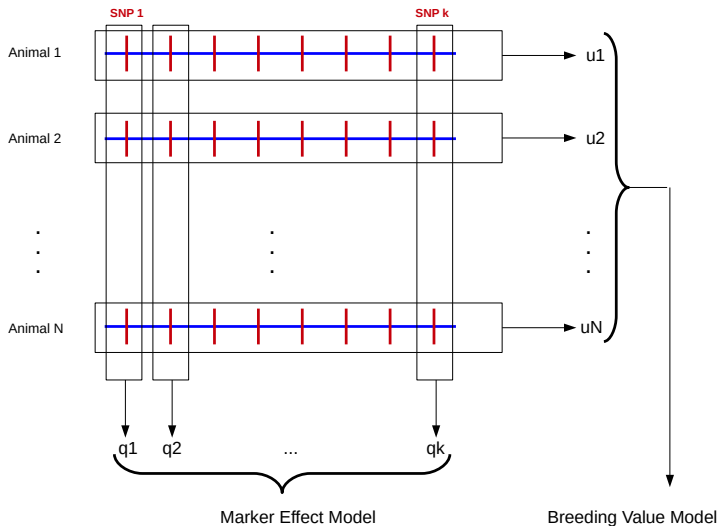 SNP 1
SNP k
Animal 1
u1
Animal 2
u2
.
.
.
.
.
.
.
.
.
Animal N
uN
q1
q2
...
qk
Marker Effect Model
Breeding Value Model